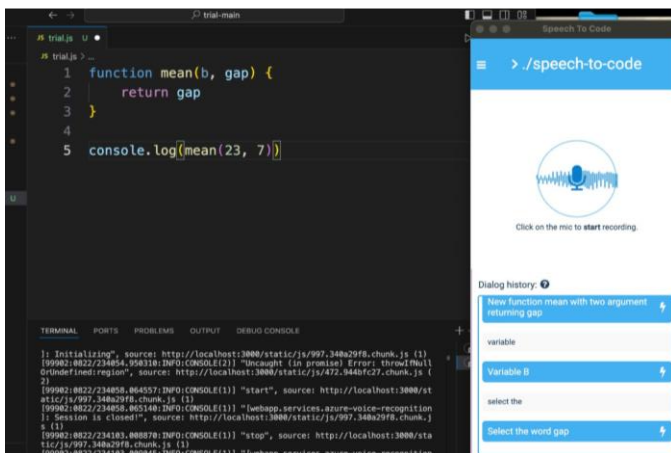 trial-main
JS trial.js U
JS trial.js > ...
1 function mean(b, gap) {
2 return gap
3 }
4
5 console.log(mean(23, 7))
U
TERMINAL PORTS PROBLEMS OUTPUT DEBUG CONSOLE
]: Initializing", source: http://localhost:3000/static/js/997.340a29f8.chunk.js (1)
[99902:0822/234054.950310:INFO:CONSOLE(2)] "Uncaught (in promise) Error: throwIfNull
OrUndefined:region", source: http://localhost:3000/static/js/472.944bfc27.chunk.js (
2)
[99902:0822/234058.064557:INFO:CONSOLE(1)] "start", source: http://localhost:3000/st
atic/js/997.340a29f8.chunk.js (1)
[99902:0822/234058.065140:INFO:CONSOLE(1)] "[webapp.services.azure-voice-recognition
]: Session is closed!", source: http://localhost:3000/static/js/997.340a29f8.chunk.j
s (1)
[99902:0822/234103.008870:INFO:CONSOLE(1)] "stop", source: http://localhost:3000/sta
tic/js/997.340a29f8.chunk.js (1)
Speech To Code
> ./speech-to-code
Click on the mic to start recording.
Dialog history:
New function mean with two argument
returning gap
variable
Variable B
select the
Select the word gap